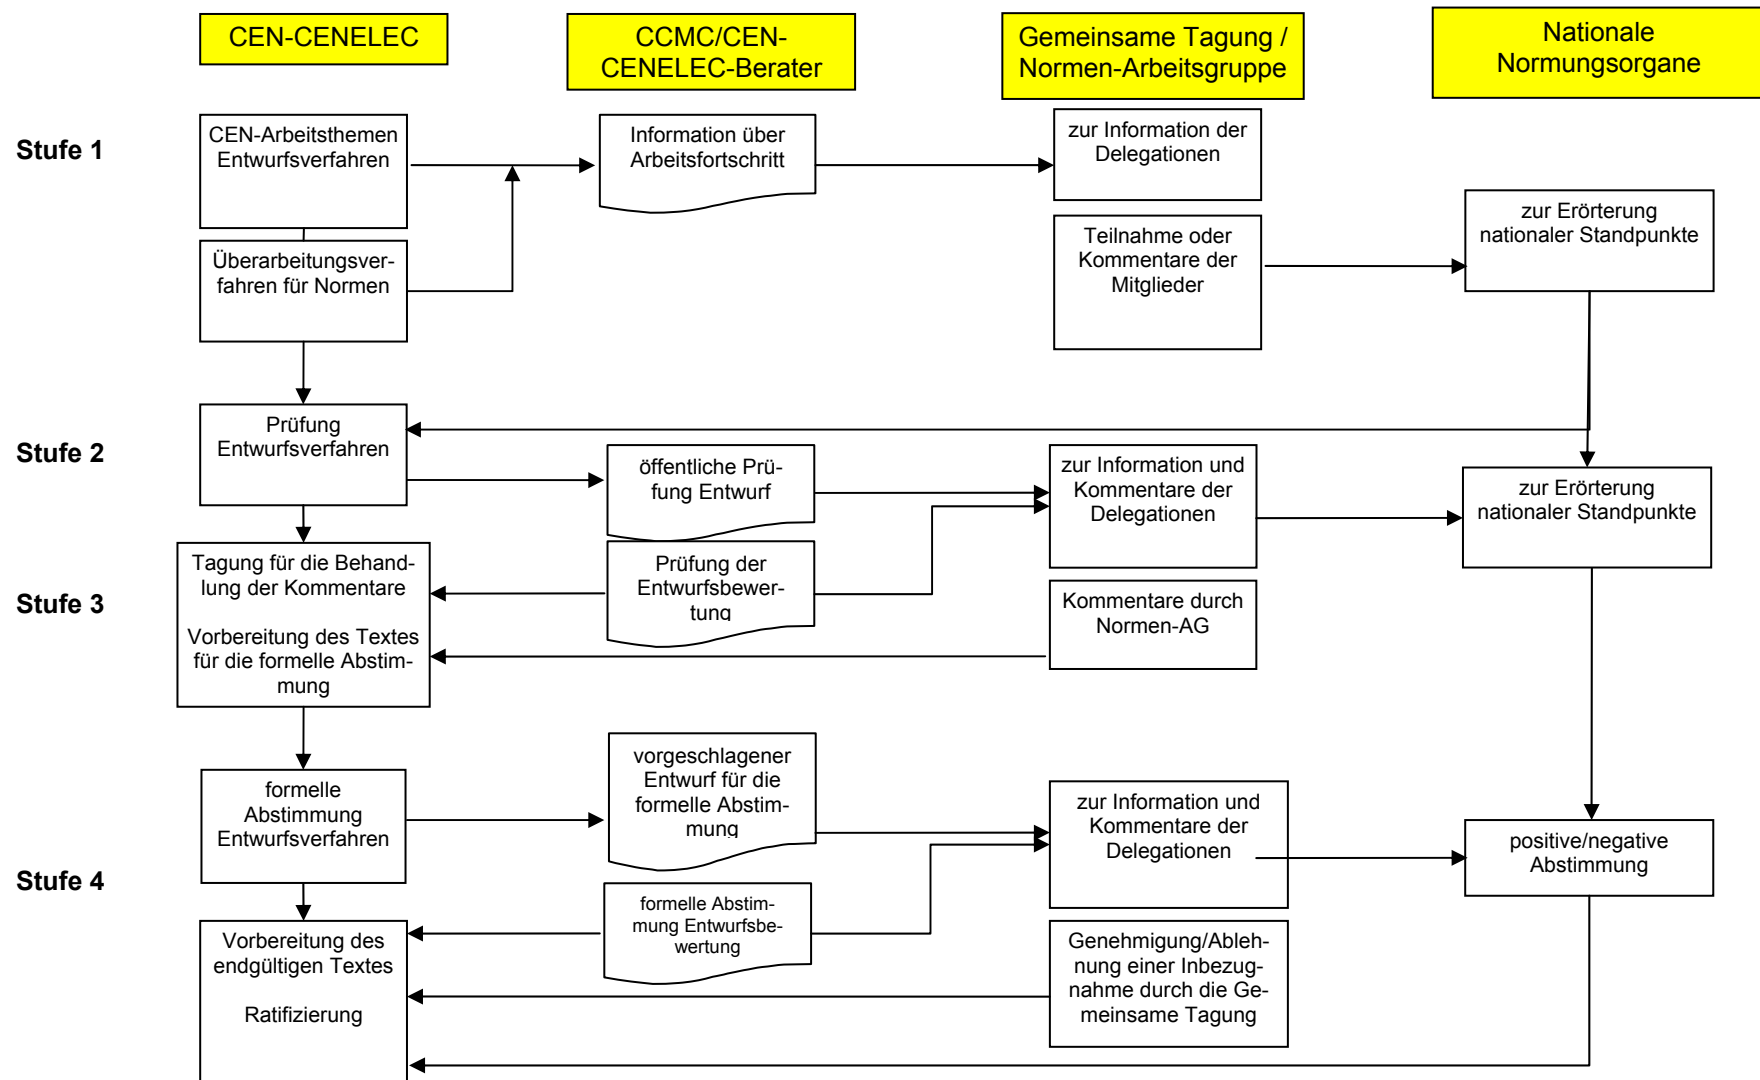 CEN-CENELEC
CCMC/CEN-
CENELEC-Berater
Gemeinsame Tagung /
Normen-Arbeitsgruppe
Nationale
Normungsorgane
Stufe 1
CEN-Arbeitsthemen
Entwurfsverfahren
Information über
Arbeitsfortschritt
zur Information der
Delegationen
Überarbeitungsver-
fahren für Normen
Teilnahme oder
Kommentare der
Mitglieder
zur Erörterung
nationaler Standpunkte
Stufe 2
Prüfung
Entwurfsverfahren
öffentliche Prü-
fung Entwurf
zur Information und
Kommentare der
Delegationen
zur Erörterung
nationaler Standpunkte
Stufe 3
Tagung für die Behand-
lung der Kommentare
Vorbereitung des Textes
für die formelle Abstim-
mung
Prüfung der
Entwurfsbewer-
tung
Kommentare durch
Normen-AG
Stufe 4
formelle
Abstimmung
Entwurfsverfahren
vorgeschlagener
Entwurf für die
formelle Abstim-
mung
zur Information und
Kommentare der
Delegationen
positive/negative
Abstimmung
Vorbereitung des
endgültigen Textes
Ratifizierung
formelle Abstim-
mung Entwurfsbe-
wertung
Genehmigung/Ableh-
nung einer Inbezug-
nahme durch die Ge-
meinsame Tagung